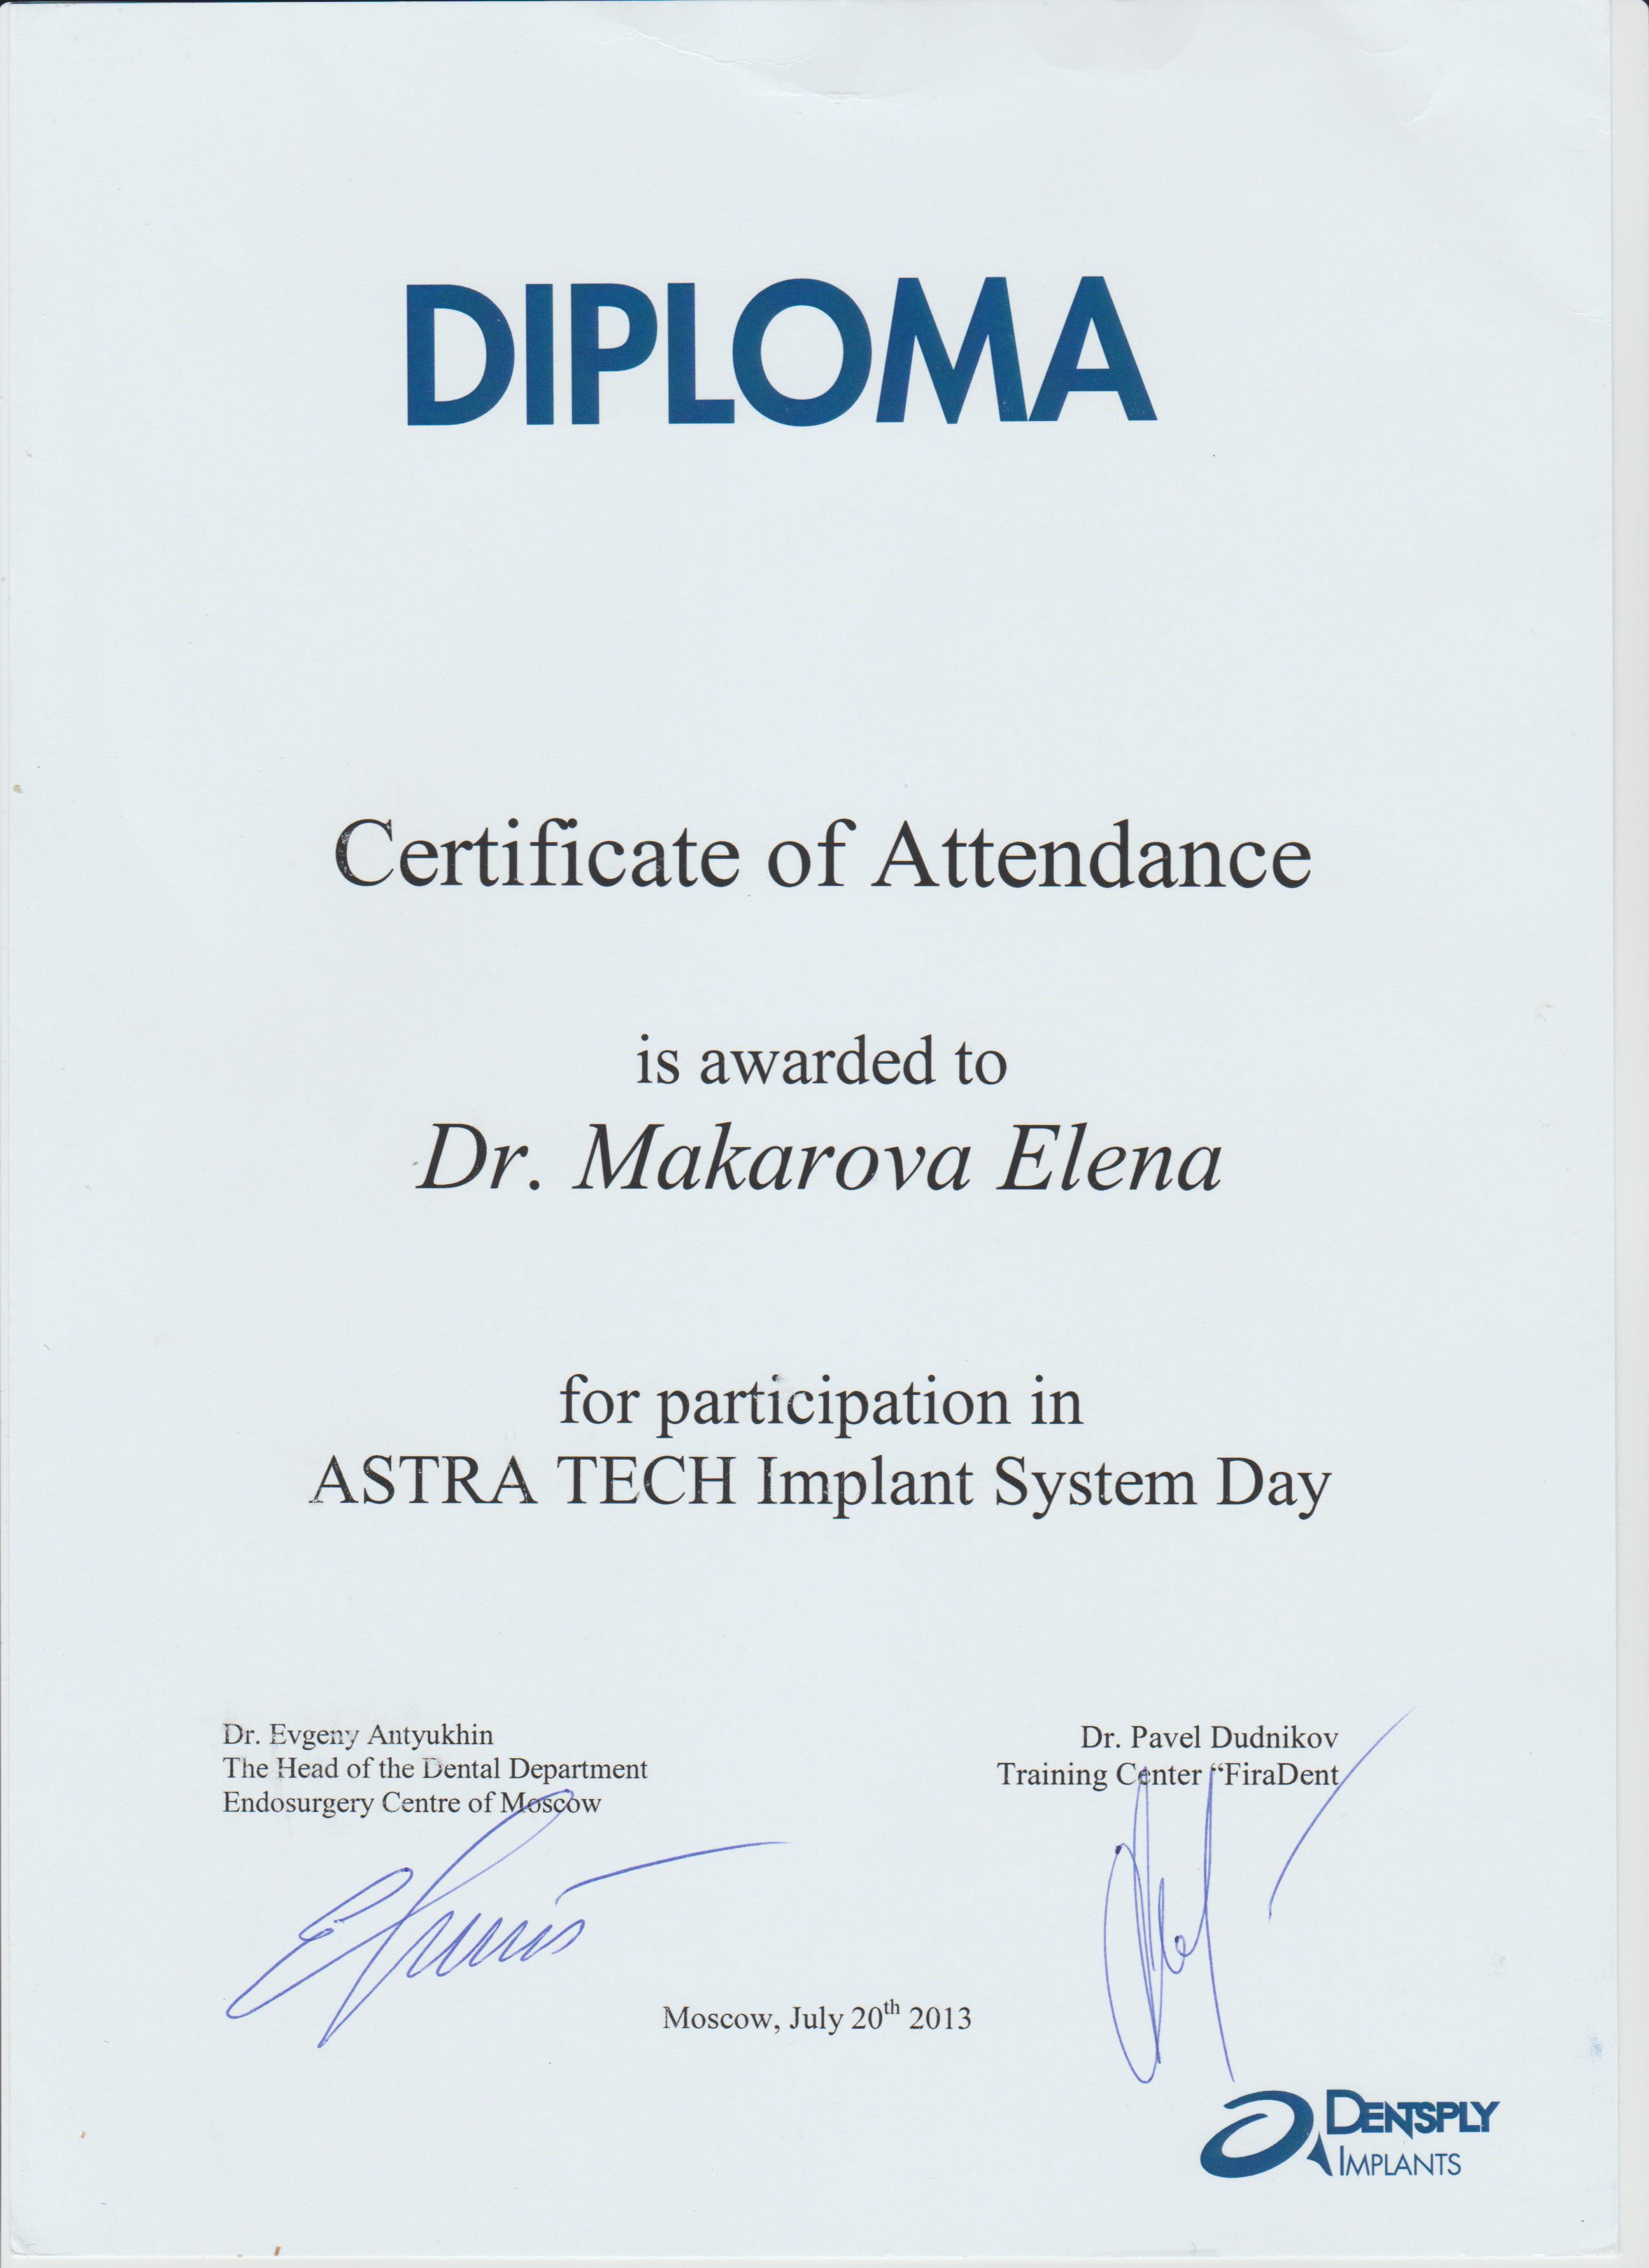 DIPLOMA
Certificate of Attendance
is awarded to
Dr. Makarova Elena
for participation in
ASTRA TECH Implant System Day
Dr. Evgeny Antyukhin
The Head of the Dental Department
Endosurgery Centre of Moscow
Dr. Pavel Dudnikov
Training Center “FiraDent
Moscow, July 20th 2013
DENTSPLY
IMPLANTS